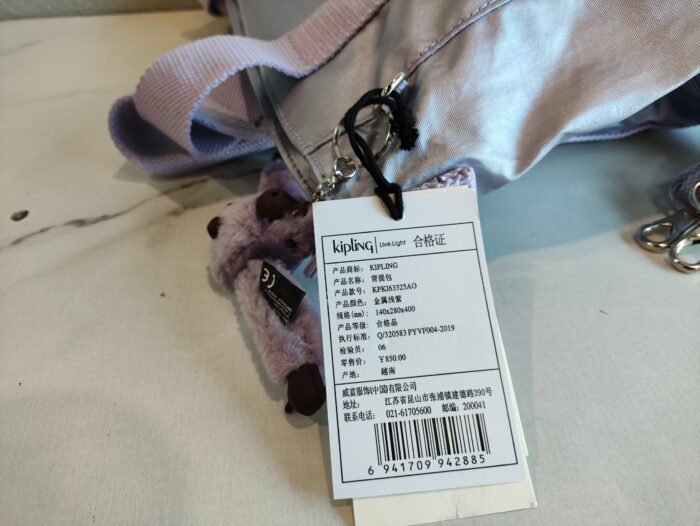 kipling Live.Light 合格证
产品商标: KIPLING
产品名称: 背提包
产品款号: KPKI63325AO
产品颜色: 金属浅紫
规格(mm): 140x280x400
产品等级: 合格品
执行标准: Q/320583 PYVF004-2019
检验员: 06
零售价: ¥850.00
产地: 越南
威富服饰(中国)有限公司
地址: 江苏省昆山市张浦镇建德路390号
联系电话: 021-61705600 邮编: 200041
6 941709 942885
CE